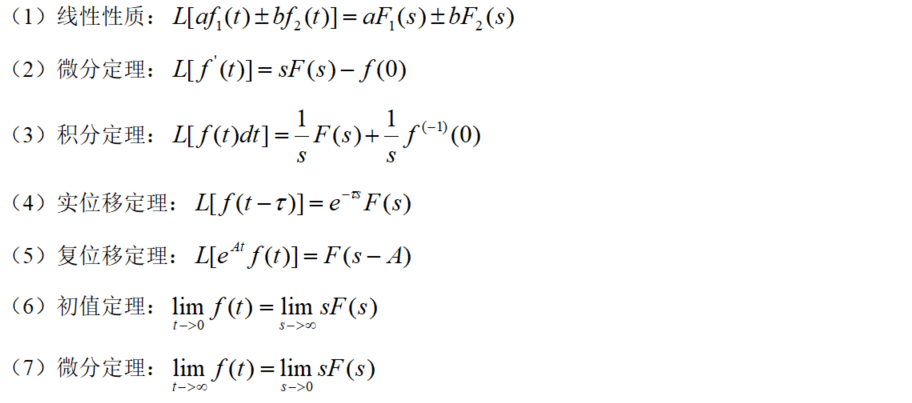 （1）线性性质：L[af₁(t)±bf₂(t)]=aF₁(s)±bF₂(s)
（2）微分定理：L[f'(t)]=sF(s)−f(0)
（3）积分定理：L[f(t)dt]=1/s F(s)+1/s f⁽⁻¹⁾(0)
（4）实位移定理：L[f(t−τ)]=e^{−τs}F(s)
（5）复位移定理：L[e^{At}f(t)]=F(s−A)
（6）初值定理：lim_{t−>0} f(t)=lim_{s−>∞} sF(s)
（7）微分定理：lim_{t−>∞} f(t)=lim_{s−>0} sF(s)